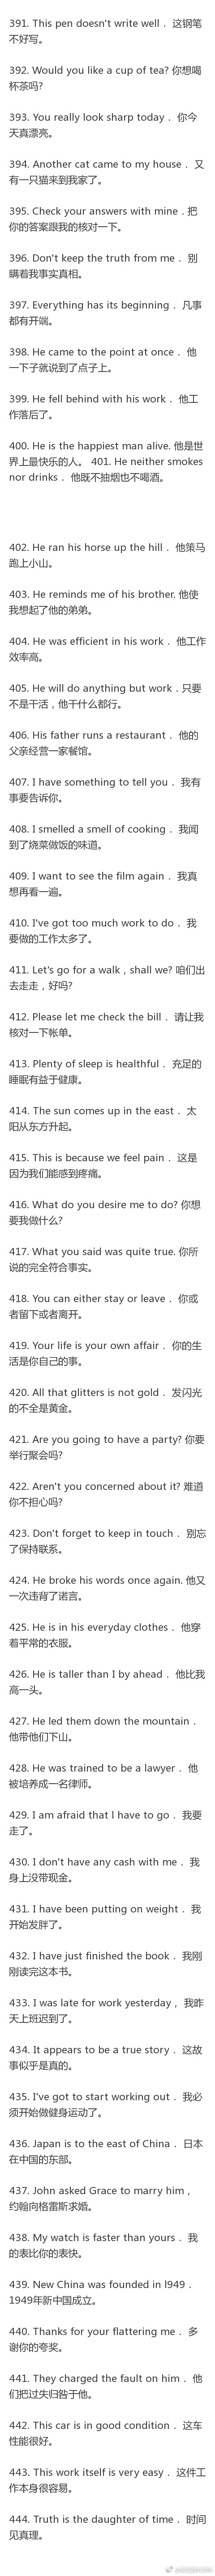 391. This pen doesn't write well． 这钢笔
不好写。
392. Would you like a cup of tea? 你想喝
杯茶吗?
393. You really look sharp today． 你今
天真漂亮。
394. Another cat came to my house． 又
有一只猫来到我家了。
395. Check your answers with mine．把
你的答案跟我的核对一下。
396. Don't keep the truth from me． 别
瞒着我事实真相。
397. Everything has its beginning． 凡事
都有开端。
398. He came to the point at once． 他
一下子就说到了点子上。
399. He fell behind with his work． 他工
作落后了。
400. He is the happiest man alive. 他是世
界上最快乐的人。 401. He neither smokes
nor drinks． 他既不抽烟也不喝酒。
402. He ran his horse up the hill． 他策马
跑上小山。
403. He reminds me of his brother. 他使
我想起了他的弟弟。
404. He was efficient in his work． 他工作
效率高。
405. He will do anything but work．只要
不是干活，他干什么都行。
406. His father runs a restaurant． 他的
父亲经营一家餐馆。
407. I have something to tell you． 我有
事要告诉你。
408. I smelled a smell of cooking． 我闻
到了烧菜做饭的味道。
409. I want to see the film again． 我真
想再看一遍。
410. I've got too much work to do． 我
要做的工作太多了。
411. Let's go for a walk，shall we? 咱们出
去走走，好吗?
412. Please let me check the bill． 请让我
核对一下帐单。
413. Plenty of sleep is healthful． 充足的
睡眠有益于健康。
414. The sun comes up in the east． 太
阳从东方升起。
415. This is because we feel pain． 这是
因为我们能感到疼痛。
416. What do you desire me to do? 你想
要我做什么?
417. What you said was quite true. 你所
说的完全符合事实。
418. You can either stay or leave． 你或
者留下或者离开。
419. Your life is your own affair． 你的生
活是你自己的事。
420. All that glitters is not gold． 发闪光
的不全是黄金。
421. Are you going to have a party? 你要
举行聚会吗?
422. Aren't you concerned about it? 难道
你不担心吗?
423. Don't forget to keep in touch． 别忘
了保持联系。
424. He broke his words once again. 他又
一次违背了诺言。
425. He is in his everyday clothes． 他穿
着平常的衣服。
426. He is taller than I by ahead． 他比我
高一头。
427. He led them down the mountain．
他带他们下山。
428. He was trained to be a lawyer． 他
被培养成一名律师。
429. I am afraid that I have to go． 我要
走了。
430. I don't have any cash with me． 我
身上没带现金。
431. I have been putting on weight． 我
开始发胖了。
432. I have just finished the book． 我刚
刚读完这本书。
433. I was late for work yesterday， 我昨
天上班迟到了。
434. It appears to be a true story． 这故
事似乎是真的。
435. I've got to start working out． 我必
须开始做健身运动了。
436. Japan is to the east of China． 日本
在中国的东部。
437. John asked Grace to marry him，
约翰向格雷斯求婚。
438. My watch is faster than yours． 我
的表比你的表快。
439. New China was founded in l949．
1949年新中国成立。
440. Thanks for your flattering me． 多
谢你的夸奖。
441. They charged the fault on him． 他
们把过失归咎于他。
442. This car is in good condition． 这车
性能很好。
443. This work itself is very easy． 这件工
作本身很容易。
444. Truth is the daughter of time． 时间
见真理。